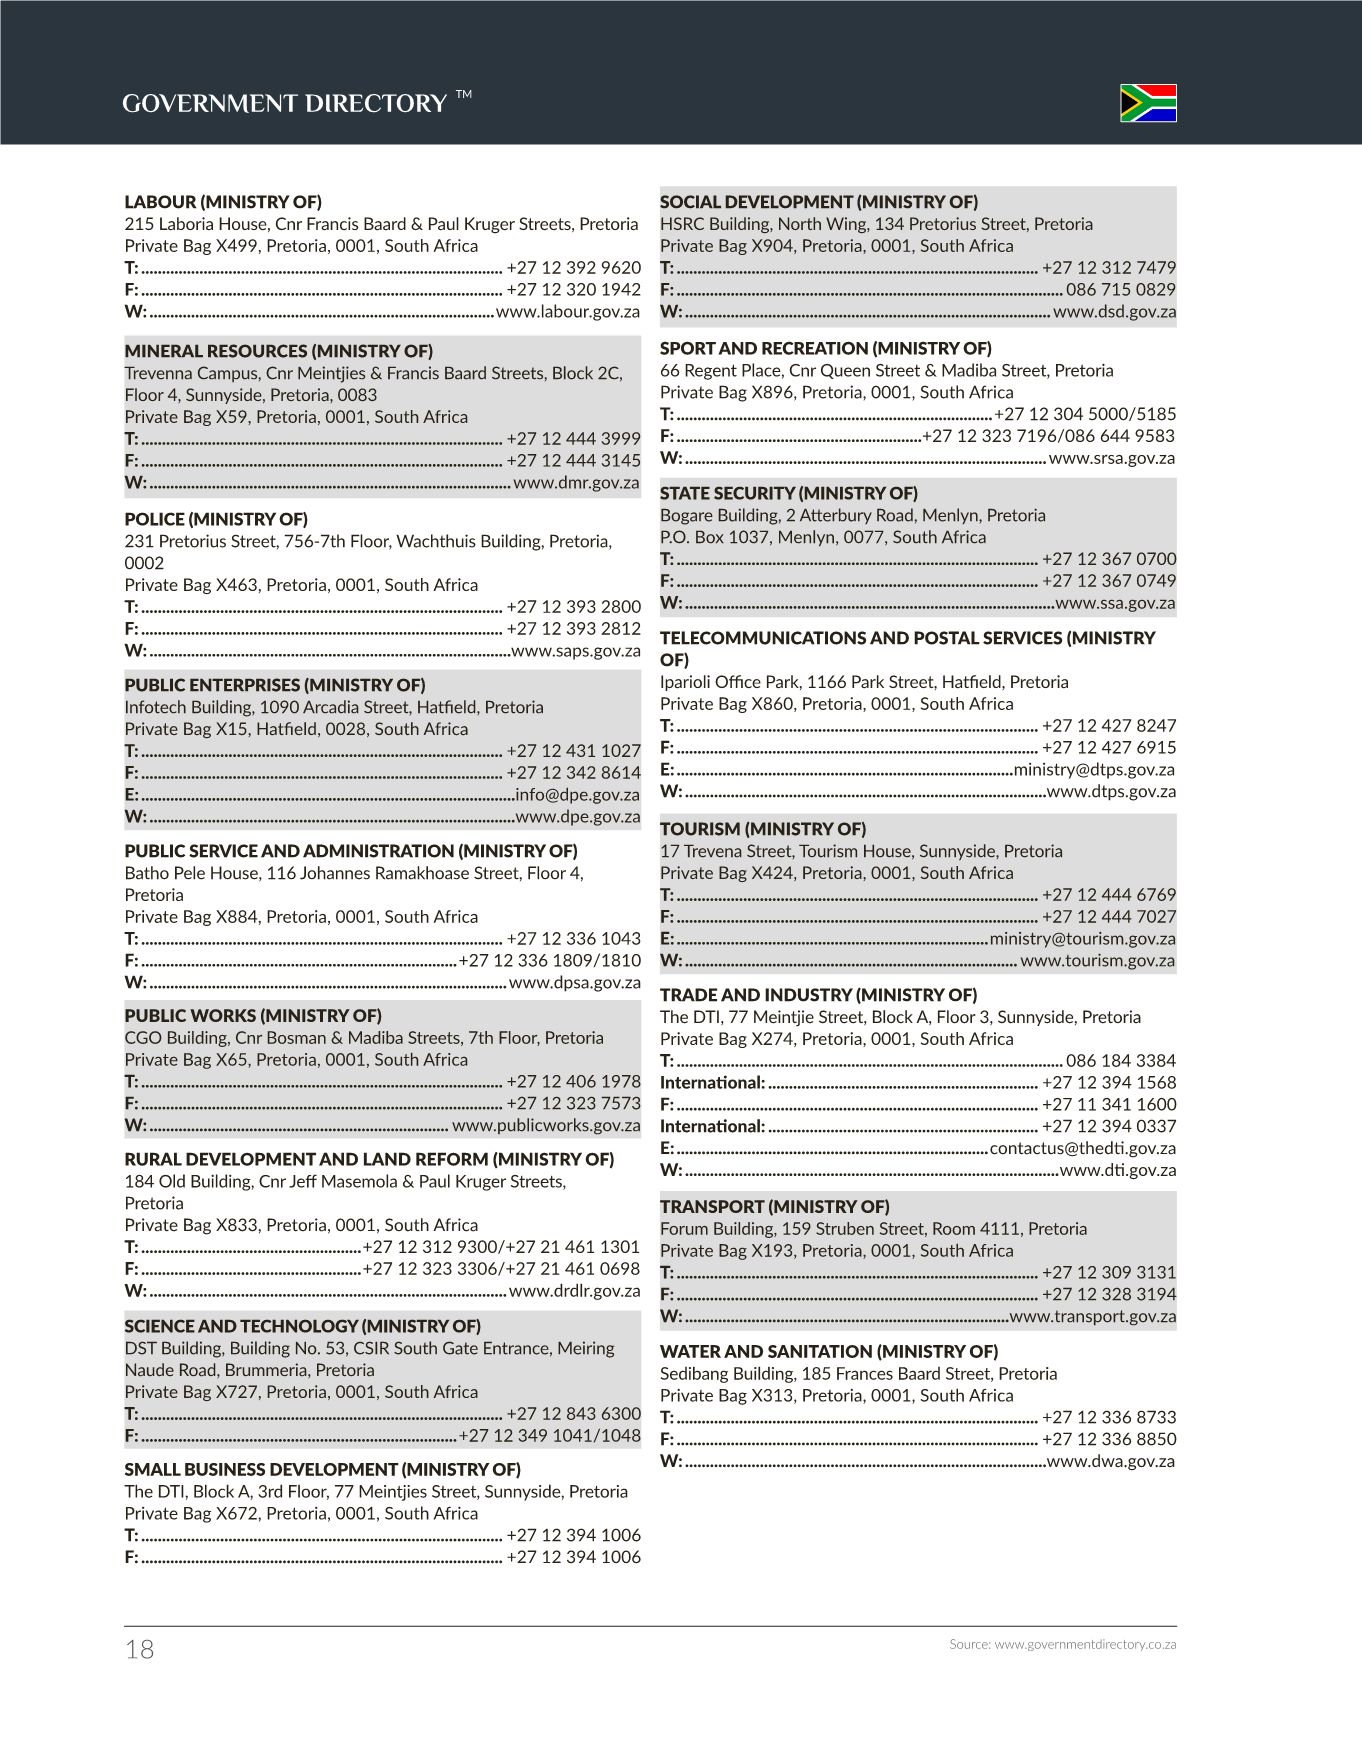 GOVERNMENT DIRECTORY ™
LABOUR (MINISTRY OF)
215 Laboria House, Cnr Francis Baard & Paul Kruger Streets, Pretoria
Private Bag X499, Pretoria, 0001, South Africa
T: ........ +27 12 392 9620
F: ........ +27 12 320 1942
W: ........ www.labour.gov.za
MINERAL RESOURCES (MINISTRY OF)
Trevenna Campus, Cnr Meintjies & Francis Baard Streets, Block 2C,
Floor 4, Sunnyside, Pretoria, 0083
Private Bag X59, Pretoria, 0001, South Africa
T: ........ +27 12 444 3999
F: ........ +27 12 444 3145
W: ........ www.dmr.gov.za
POLICE (MINISTRY OF)
231 Pretorius Street, 756-7th Floor, Wachthuis Building, Pretoria,
0002
Private Bag X463, Pretoria, 0001, South Africa
T: ........ +27 12 393 2800
F: ........ +27 12 393 2812
W: ........ www.saps.gov.za
PUBLIC ENTERPRISES (MINISTRY OF)
Infotech Building, 1090 Arcadia Street, Hatfield, Pretoria
Private Bag X15, Hatfield, 0028, South Africa
T: ........ +27 12 431 1027
F: ........ +27 12 342 8614
E: ........ info@dpe.gov.za
W: ........ www.dpe.gov.za
PUBLIC SERVICE AND ADMINISTRATION (MINISTRY OF)
Batho Pele House, 116 Johannes Ramakhoase Street, Floor 4,
Pretoria
Private Bag X884, Pretoria, 0001, South Africa
T: ........ +27 12 336 1043
F: ........ +27 12 336 1809/1810
W: ........ www.dpsa.gov.za
PUBLIC WORKS (MINISTRY OF)
CGO Building, Cnr Bosman & Madiba Streets, 7th Floor, Pretoria
Private Bag X65, Pretoria, 0001, South Africa
T: ........ +27 12 406 1978
F: ........ +27 12 323 7573
W: ........ www.publicworks.gov.za
RURAL DEVELOPMENT AND LAND REFORM (MINISTRY OF)
184 Old Building, Cnr Jeff Masemola & Paul Kruger Streets,
Pretoria
Private Bag X833, Pretoria, 0001, South Africa
T: ........ +27 12 312 9300/+27 21 461 1301
F: ........ +27 12 323 3306/+27 21 461 0698
W: ........ www.drdlr.gov.za
SCIENCE AND TECHNOLOGY (MINISTRY OF)
DST Building, Building No. 53, CSIR South Gate Entrance, Meiring
Naude Road, Brummeria, Pretoria
Private Bag X727, Pretoria, 0001, South Africa
T: ........ +27 12 843 6300
F: ........ +27 12 349 1041/1048
SMALL BUSINESS DEVELOPMENT (MINISTRY OF)
The DTI, Block A, 3rd Floor, 77 Meintjies Street, Sunnyside, Pretoria
Private Bag X672, Pretoria, 0001, South Africa
T: ........ +27 12 394 1006
F: ........ +27 12 394 1006
SOCIAL DEVELOPMENT (MINISTRY OF)
HSRC Building, North Wing, 134 Pretorius Street, Pretoria
Private Bag X904, Pretoria, 0001, South Africa
T: ........ +27 12 312 7479
F: ........ 086 715 0829
W: ........ www.dsd.gov.za
SPORT AND RECREATION (MINISTRY OF)
66 Regent Place, Cnr Queen Street & Madiba Street, Pretoria
Private Bag X896, Pretoria, 0001, South Africa
T: ........ +27 12 304 5000/5185
F: ........ +27 12 323 7196/086 644 9583
W: ........ www.srsa.gov.za
STATE SECURITY (MINISTRY OF)
Bogare Building, 2 Atterbury Road, Menlyn, Pretoria
P.O. Box 1037, Menlyn, 0077, South Africa
T: ........ +27 12 367 0700
F: ........ +27 12 367 0749
W: ........ www.ssa.gov.za
TELECOMMUNICATIONS AND POSTAL SERVICES (MINISTRY
OF)
Iparioli Office Park, 1166 Park Street, Hatfield, Pretoria
Private Bag X860, Pretoria, 0001, South Africa
T: ........ +27 12 427 8247
F: ........ +27 12 427 6915
E: ........ ministry@dtps.gov.za
W: ........ www.dtps.gov.za
TOURISM (MINISTRY OF)
17 Trevena Street, Tourism House, Sunnyside, Pretoria
Private Bag X424, Pretoria, 0001, South Africa
T: ........ +27 12 444 6769
F: ........ +27 12 444 7027
E: ........ ministry@tourism.gov.za
W: ........ www.tourism.gov.za
TRADE AND INDUSTRY (MINISTRY OF)
The DTI, 77 Meintjie Street, Block A, Floor 3, Sunnyside, Pretoria
Private Bag X274, Pretoria, 0001, South Africa
T: ........ 086 184 3384
International: ........ +27 12 394 1568
F: ........ +27 11 341 1600
International: ........ +27 12 394 0337
E: ........ contactus@thedti.gov.za
W: ........ www.dti.gov.za
TRANSPORT (MINISTRY OF)
Forum Building, 159 Struben Street, Room 4111, Pretoria
Private Bag X193, Pretoria, 0001, South Africa
T: ........ +27 12 309 3131
F: ........ +27 12 328 3194
W: ........ www.transport.gov.za
WATER AND SANITATION (MINISTRY OF)
Sedibang Building, 185 Frances Baard Street, Pretoria
Private Bag X313, Pretoria, 0001, South Africa
T: ........ +27 12 336 8733
F: ........ +27 12 336 8850
W: ........ www.dwa.gov.za
18
Source: www.governmentdirectory.co.za